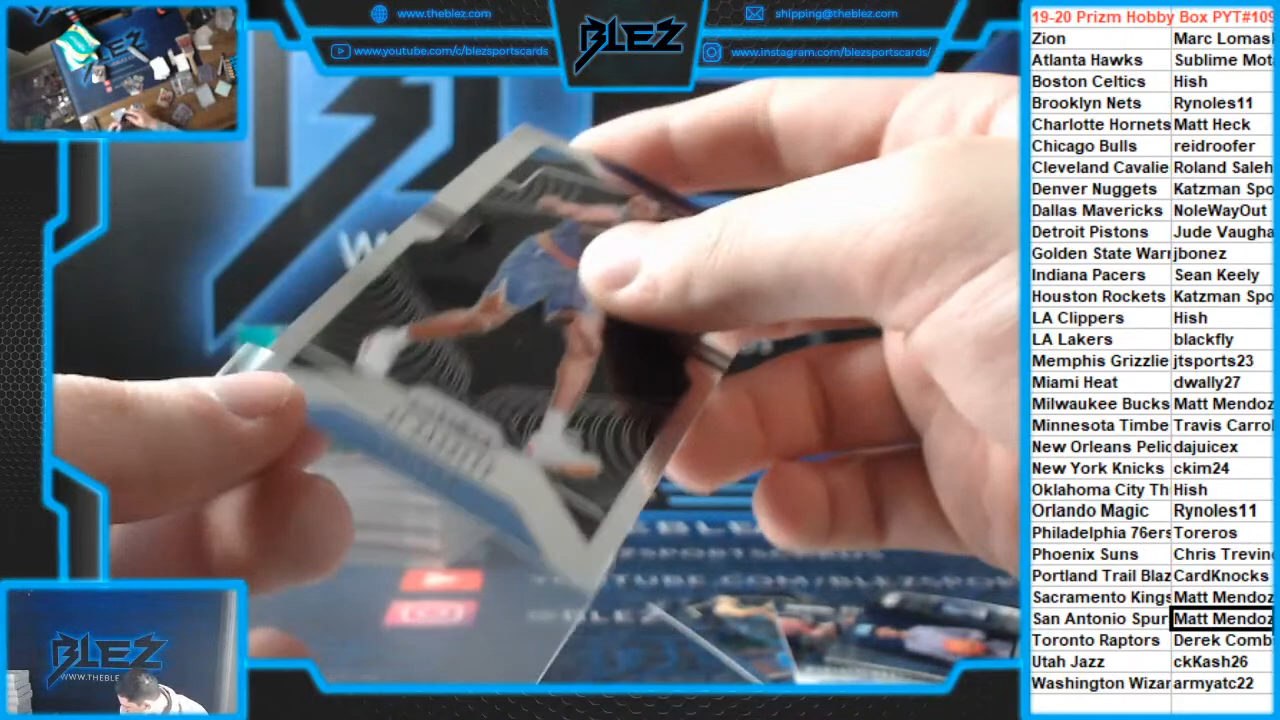 www.theblez.com
www.youtube.com/c/blezsportscards
BLEZ
shipping@theblez.com
www.instagram.com/blezsportscards/
19-20 Prizm Hobby Box PYT#109
Zion Marc Lomas
Atlanta Hawks Sublime Mot
Boston Celtics Hish
Brooklyn Nets Rynoles11
Charlotte Hornets Matt Heck
Chicago Bulls reidroofer
Cleveland Cavalie Roland Saleh
Denver Nuggets Katzman Spo
Dallas Mavericks NoleWayOut
Detroit Pistons Jude Vaugha
Golden State Warr jbonez
Indiana Pacers Sean Keely
Houston Rockets Katzman Spo
LA Clippers Hish
LA Lakers blackfly
Memphis Grizzlie jtsports23
Miami Heat dwally27
Milwaukee Bucks Matt Mendoz
Minnesota Timbe Travis Carro
New Orleans Pelic dajuicex
New York Knicks ckim24
Oklahoma City Th Hish
Orlando Magic Rynoles11
Philadelphia 76ers Toreros
Phoenix Suns Chris Trevin
Portland Trail Blaz CardKnocks
Sacramento Kings Matt Mendoz
San Antonio Spur Matt Mendoz
Toronto Raptors Derek Comb
Utah Jazz ckKash26
Washington Wizar armyatc22
BLEZ
WWW.THEBLE